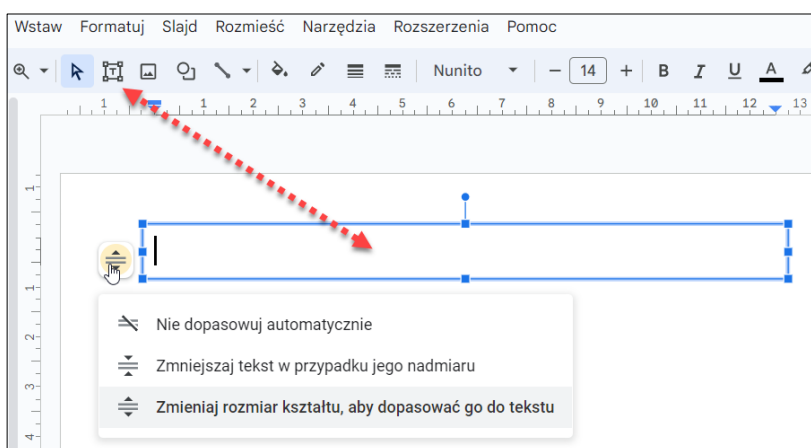 Wstaw Formatuj Slajd Rozmieść Narzędzia Rozszerzenia Pomoc
T Nunito − 14 + B I U A
1 1 2 3 4 5 6 7 8 9 10 11 12 13
1
1
2
3
4
Nie dopasowuj automatycznie
Zmniejszaj tekst w przypadku jego nadmiaru
Zmieniaj rozmiar kształtu, aby dopasować go do tekstu